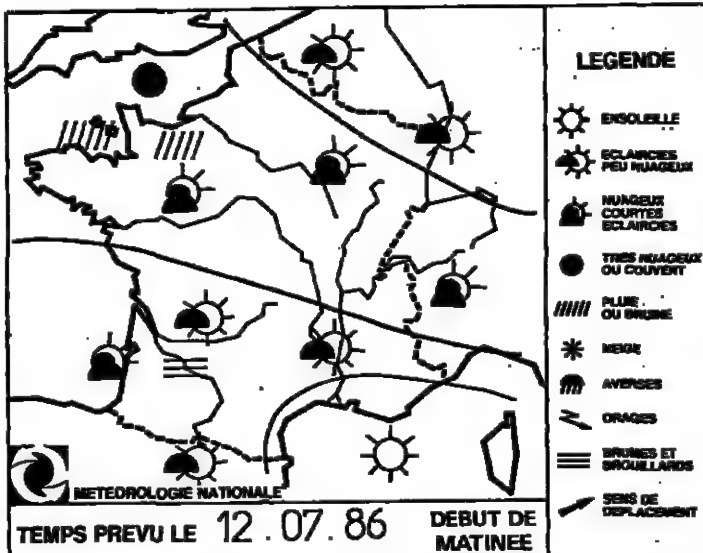 LEGENDE
ENSOLEILLE
ECLAIRCIES
PEU NUAGEUX
NUAGEUX
COURTES
ECLAIRCIES
TRES NUAGEUX
OU COUVERT
PLUIE
OU BRUINE
NEIGE
AVERSES
ORAGES
BRUMES ET
BROUILLARDS
SENS DE
DEPLACEMENT
METEOROLOGIE NATIONALE
TEMPS PREVU LE 12.07.86 DEBUT DE
MATINEE